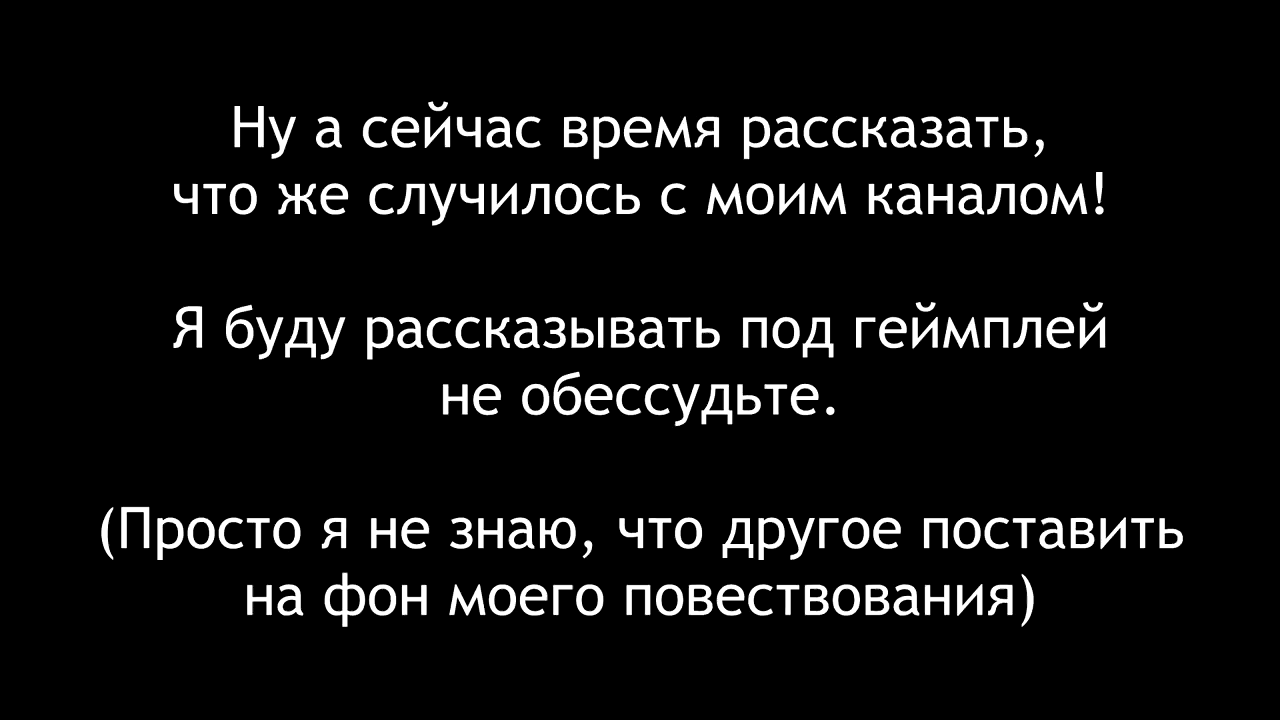 Ну а сейчас время рассказать,
что же случилось с моим каналом!
Я буду рассказывать под геймплей
не обессудьте.
(Просто я не знаю, что другое поставить
на фон моего повествования)